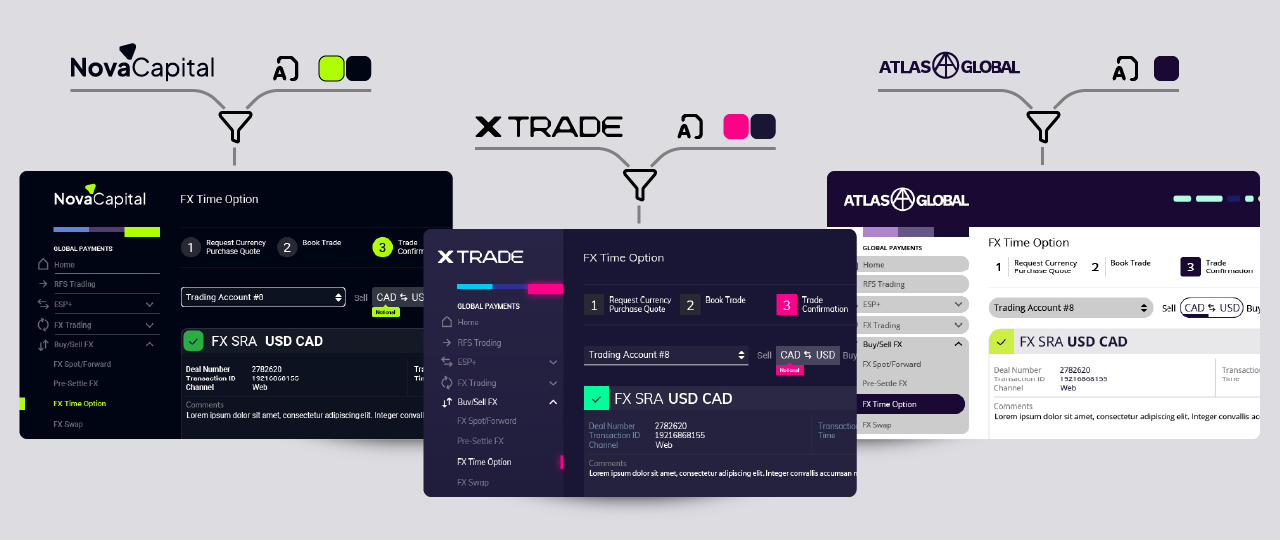 NovaCapital
A
X TRADE
A
ATLAS GLOBAL
A
NovaCapital
FX Time Option
GLOBAL PAYMENTS
1 Request Currency
Purchase Quote
2 Book Trade
3 Trade
Home
RFS Trading
ESP+
FX Trading
Buy/Sell FX
FX Spot/Forward
Pre-Settle FX
FX Time Option
FX Swap
Trading Account #8
Sell
CAD USD
Notional
FX SRA USD CAD
Deal Number 2782620
Transaction ID 19216868155
Channel Web
Comments
Lorem ipsum dolor sit amet, consectetur adipiscing elit. Integer
X TRADE
FX Time Option
GLOBAL PAYMENTS
1 Request Currency
Purchase Quote
2 Book Trade
3 Trade
Confirmation
Home
RFS Trading
ESP+
FX Trading
Buy/Sell FX
FX Spot/Forward
Pre-Settle FX
FX Time Option
FX Swap
Trading Account #8
Sell
CAD USD
Buy
Notional
FX SRA USD CAD
Deal Number 2782620
Transaction ID 19216868155
Channel Web
Time
Comments
Lorem ipsum dolor sit amet, consectetur adipiscing elit. Integer convallis accumsan
ATLAS GLOBAL
FX Time Option
GLOBAL PAYMENTS
1 Request Currency
Purchase Quote
2 Book Trade
3 Trade
Confirmation
Home
RFS Trading
ESP+
FX Trading
Buy/Sell FX
FX Spot/Forward
Pre-Settle FX
FX Time Option
FX Swap
Trading Account #8
Sell
CAD USD
Buy
FX SRA USD CAD
Deal Number 2782620
Transaction ID 19216868155
Channel Web
Time
Comments
Lorem ipsum dolor sit amet, consectetur adipiscing elit. Integer convallis